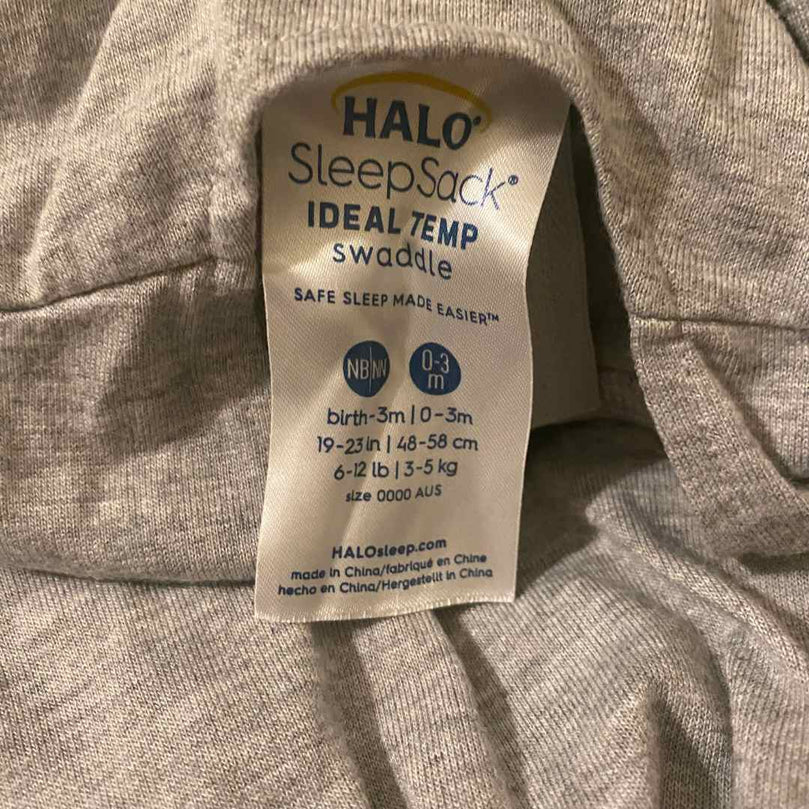 HALO®
SleepSack®
IDEAL TEMP
swaddle
SAFE SLEEP MADE EASIER™
NB|NN 0-3 m
birth-3m | 0-3m
19-23in | 48-58 cm
6-12 lb | 3-5 kg
size 0000 AUS
HALOsleep.com
made in China/fabriqué en Chine
hecho en China/Hergestellt in China